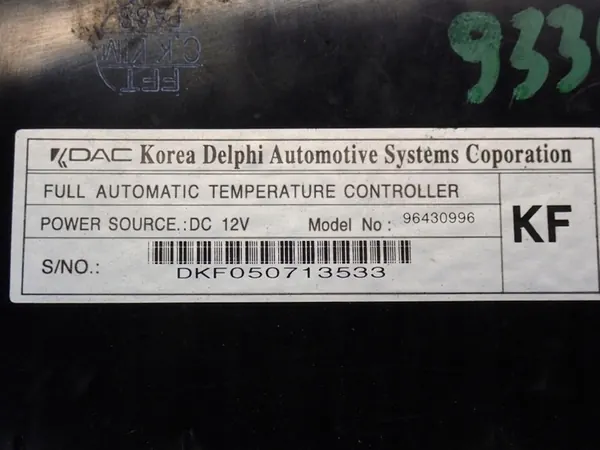 933
KDAC Korea Delphi Automotive Systems Coporation
FULL AUTOMATIC TEMPERATURE CONTROLLER
POWER SOURCE.:DC 12V Model No : 96430996
KF
S/NO.:
DKF050713533